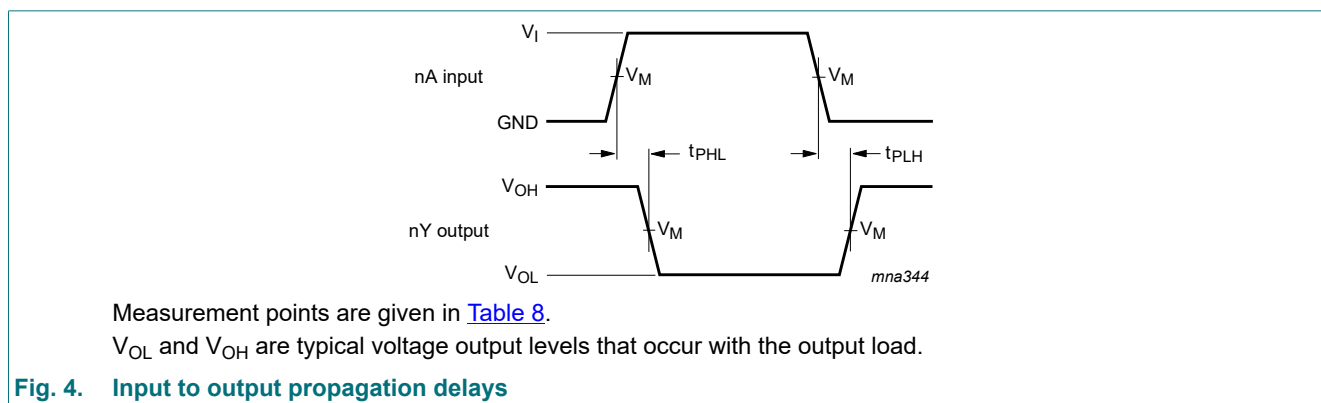 V_I
nA input
V_M
V_M
GND
t_PHL
t_PLH
V_OH
nY output
V_M
V_M
V_OL
mna344
Measurement points are given in Table 8.
V_OL and V_OH are typical voltage output levels that occur with the output load.
Fig. 4. Input to output propagation delays